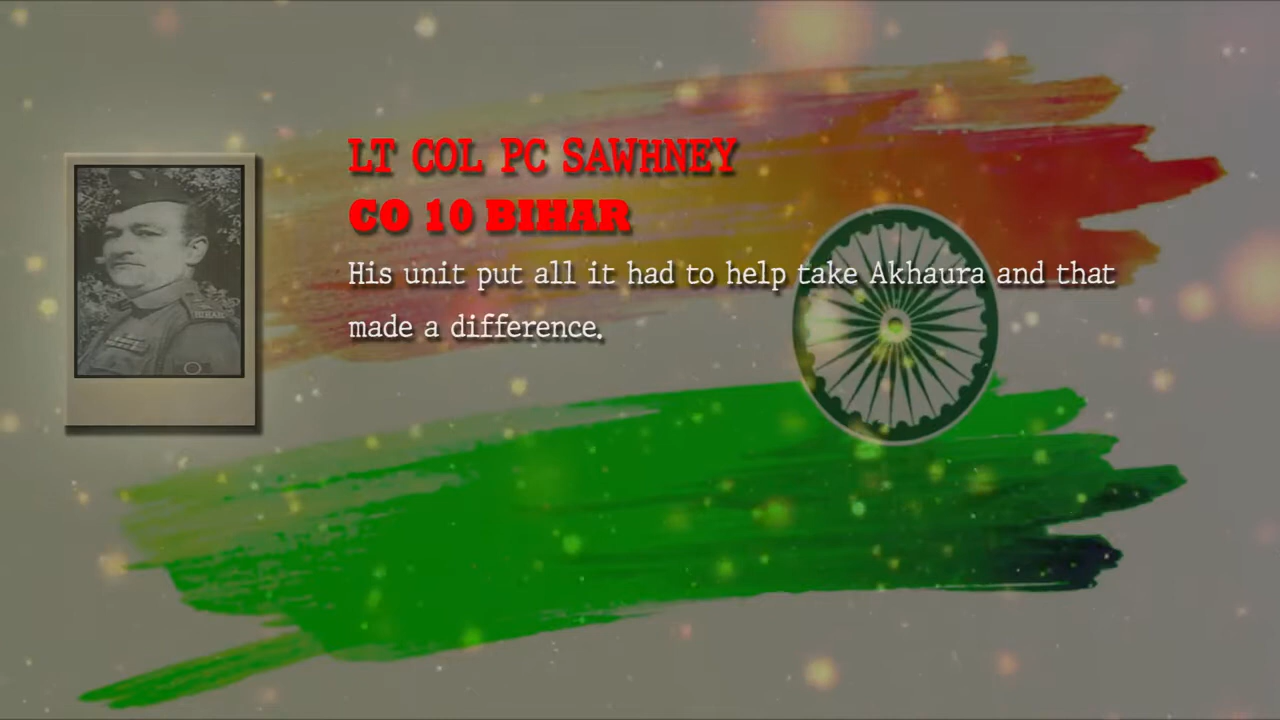 LT COL PC SAWHNEY
CO 10 BIHAR
His unit put all it had to help take Akhaura and that
made a difference.
BIHAR